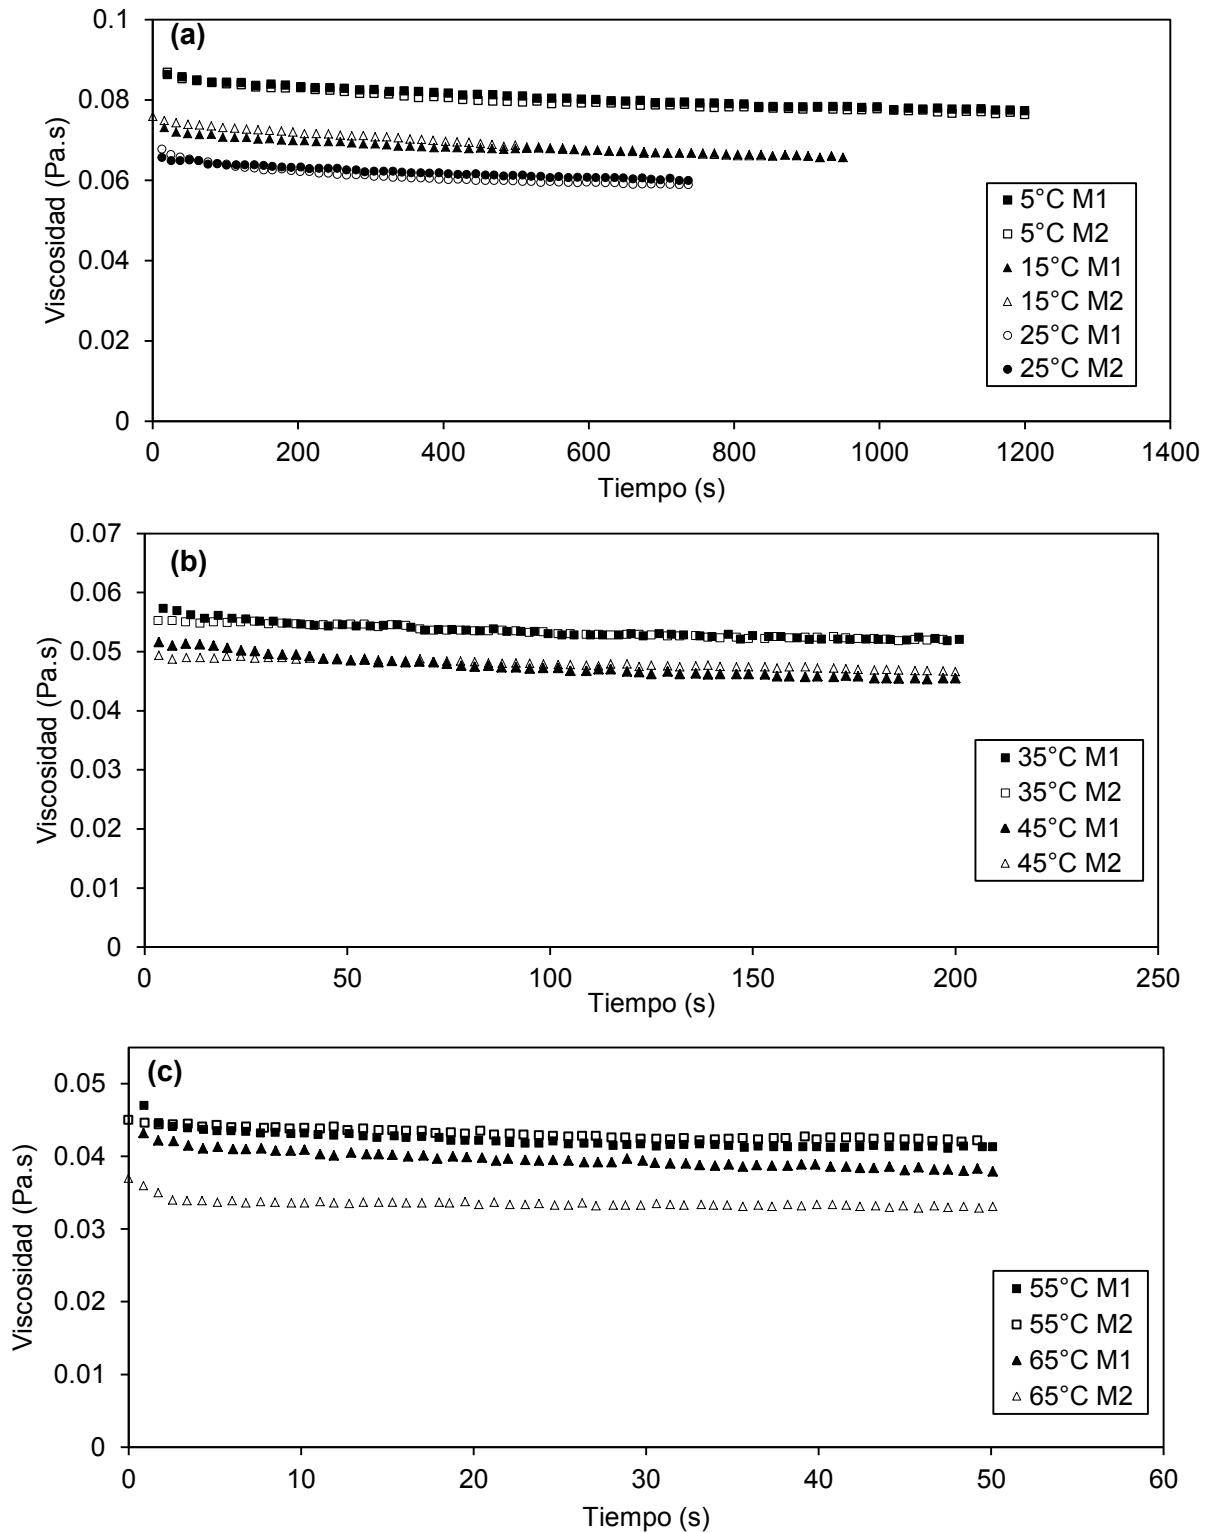 (a)
0.1
0.08
0.06
0.04
0.02
0
Viscosidad (Pa.s)
5°C M1
5°C M2
15°C M1
15°C M2
25°C M1
25°C M2
0 200 400 600 800 1000 1200 1400
Tiempo (s)
(b)
0.07
0.06
0.05
0.04
0.03
0.02
0.01
0
Viscosidad (Pa.s)
35°C M1
35°C M2
45°C M1
45°C M2
0 50 100 150 200 250
Tiempo (s)
(c)
0.05
0.04
0.03
0.02
0.01
0
Viscosidad (Pa.s)
55°C M1
55°C M2
65°C M1
65°C M2
0 10 20 30 40 50 60
Tiempo (s)